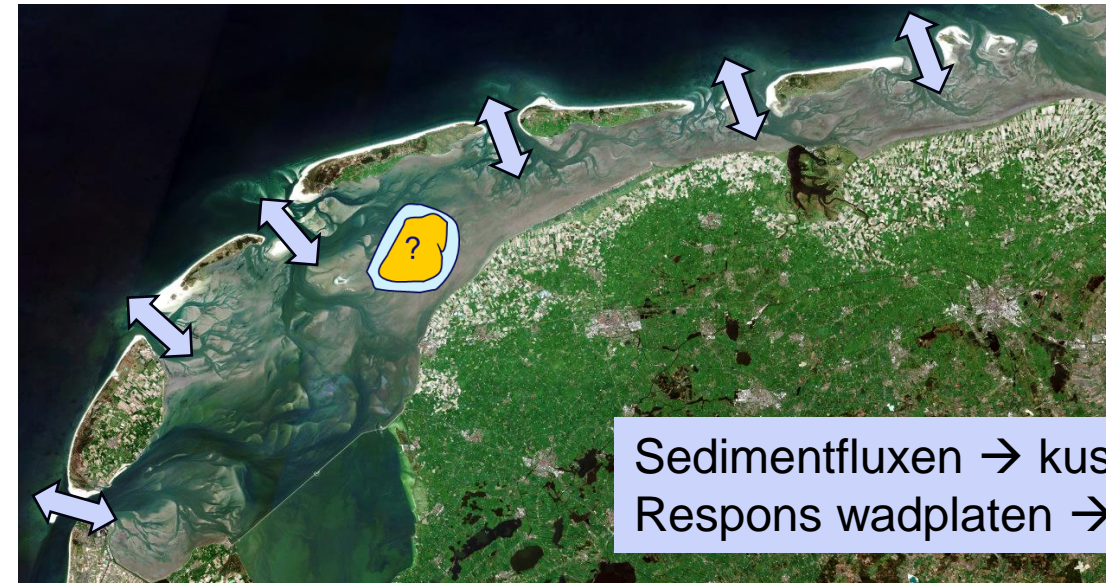 ?
Sedimentfluxen → kus
Respons wadplaten →